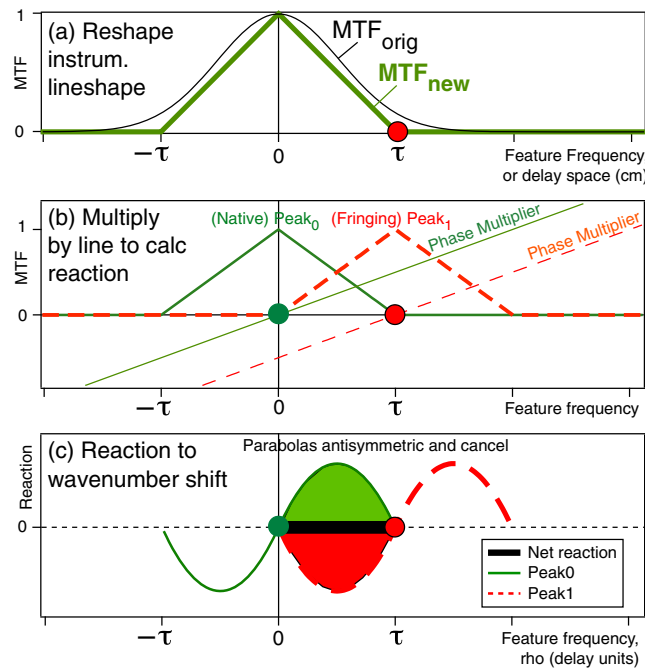 (a) Reshape
instrum.
lineshape
MTF
1
0
MTForig
MTFnew
−τ
0
τ
Feature Frequency,
or delay space (cm)
(b) Multiply
by line to calc
reaction
MTF
1
0
(Native) Peak0
(Fringing) Peak1
Phase Multiplier
Phase Multiplier
−τ
0
τ
Feature frequency
(c) Reaction to
wavenumber shift
Parabolas antisymmetric and cancel
Reaction
0
Net reaction
Peak0
Peak1
−τ
0
τ
Feature frequency,
rho (delay units)